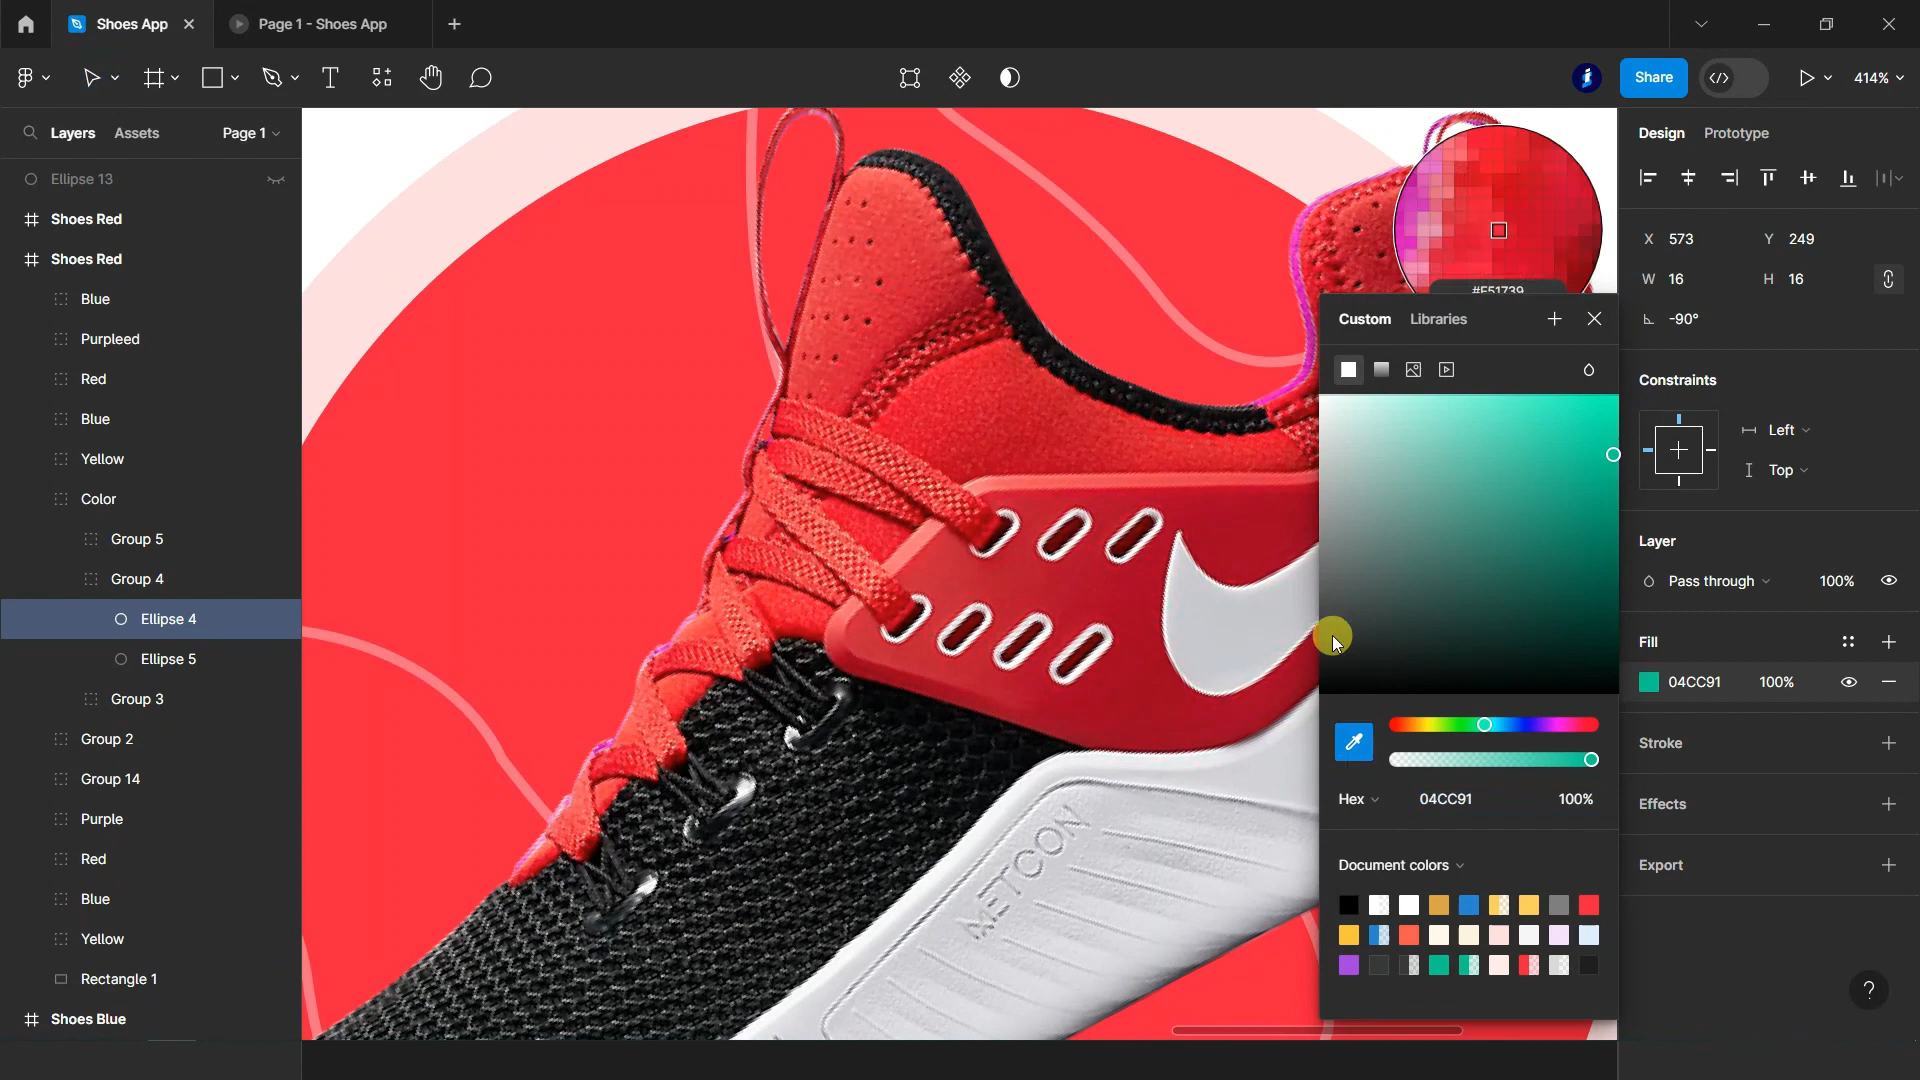 Shoes App
Page 1 - Shoes App
Share
414%
Layers
Assets
Page 1
Ellipse 13
Shoes Red
Shoes Red
Blue
Purpleed
Red
Blue
Yellow
Color
Group 5
Group 4
Ellipse 4
Ellipse 5
Group 3
Group 2
Group 14
Purple
Red
Blue
Yellow
Rectangle 1
Shoes Blue
METCON
#F51739
Custom
Libraries
Hex
04CC91
100%
Document colors
Design
Prototype
X 573
Y 249
W 16
H 16
-90°
Constraints
Left
Top
Layer
Pass through
100%
Fill
04CC91
100%
Stroke
Effects
Export
?